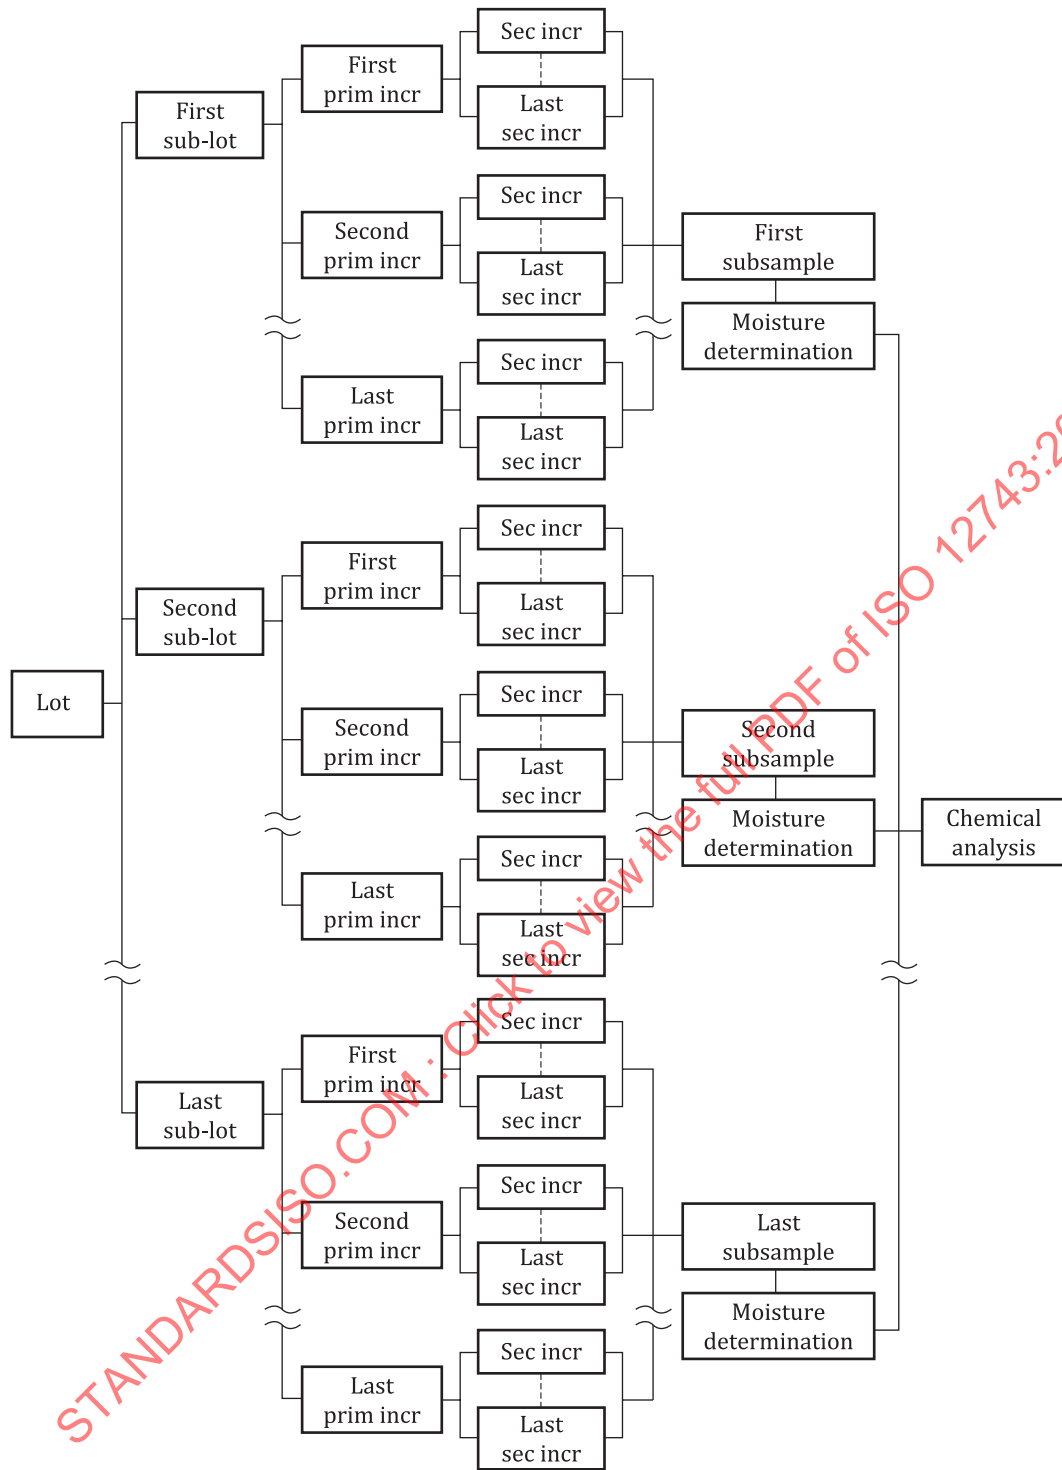 Sec incr
First
prim incr
Last
sec incr
First
sub-lot
Sec incr
Second
prim incr
Last
sec incr
First
subsample
Moisture
determination
Sec incr
Last
prim incr
Last
sec incr
Sec incr
First
prim incr
Last
sec incr
Second
sub-lot
Lot
Sec incr
Second
prim incr
Last
sec incr
Second
subsample
Moisture
determination
Chemical
analysis
Sec incr
Last
prim incr
Last
sec incr
Sec incr
First
prim incr
Last
sec incr
Last
sub-lot
Sec incr
Second
prim incr
Last
sec incr
Last
subsample
Moisture
determination
Sec incr
Last
prim incr
Last
sec incr
STANDARDSISO.COM : Click to view the full PDF of ISO 12743:2